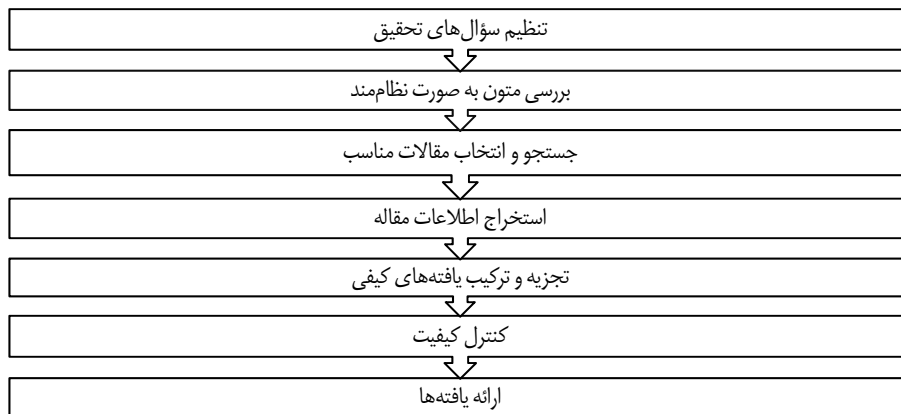 تنظیم سؤال‌های تحقیق
بررسی متون به صورت نظام‌مند
جستجو و انتخاب مقالات مناسب
استخراج اطلاعات مقاله
تجزیه و ترکیب یافته‌های کیفی
کنترل کیفیت
ارائه یافته‌ها